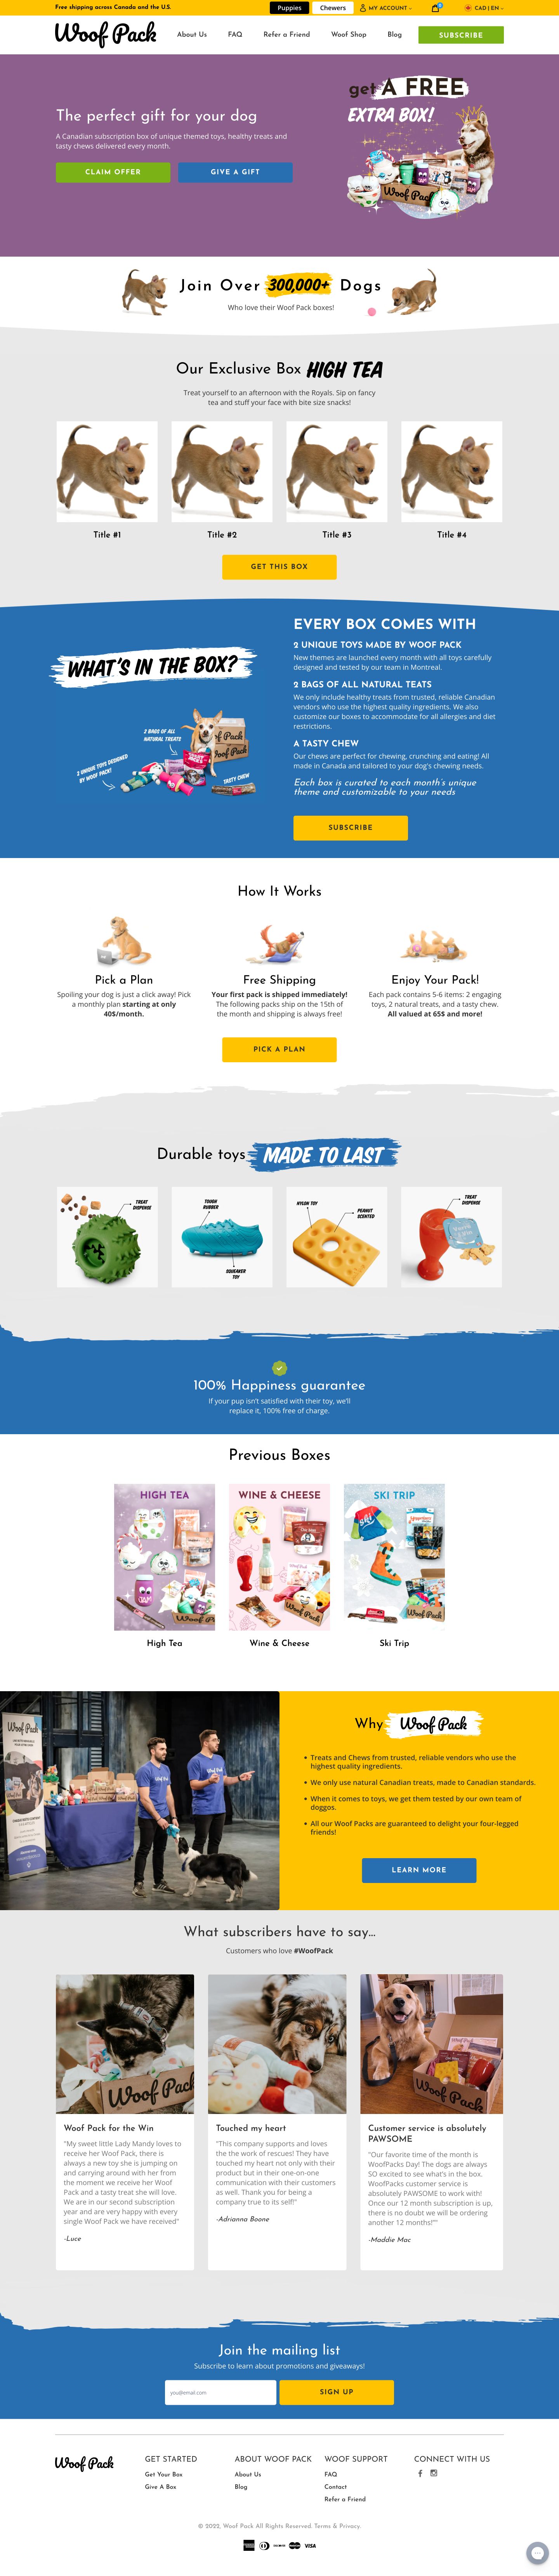 Free shipping across Canada and the U.S.
Puppies
Chewers
MY ACCOUNT
CAD | EN
Woof Pack
About Us
FAQ
Refer a Friend
Woof Shop
Blog
SUBSCRIBE
The perfect gift for your dog
A Canadian subscription box of unique themed toys, healthy treats and
tasty chews delivered every month.
CLAIM OFFER
GIVE A GIFT
get A FREE
EXTRA BOX!
Woof Pack
Join Over 300,000+ Dogs
Who love their Woof Pack boxes!
Our Exclusive Box HIGH TEA
Treat yourself to an afternoon with the Royals. Sip on fancy
tea and stuff your face with bite size snacks!
Title #1
Title #2
Title #3
Title #4
GET THIS BOX
WHAT'S IN THE BOX?
2 BAGS OF ALL
NATURAL TREATS
2 UNIQUE TOYS DESIGNED
BY WOOF PACK!
TASTY CHEW
Woof Pack
EVERY BOX COMES WITH
2 UNIQUE TOYS MADE BY WOOF PACK
New themes are launched every month with all toys carefully
designed and tested by our team in Montreal.
2 BAGS OF ALL NATURAL TEATS
We only include healthy treats from trusted, reliable Canadian
vendors who use the highest quality ingredients. We also
customize our boxes to accommodate for all allergies and diet
restrictions.
A TASTY CHEW
Our chews are perfect for chewing, crunching and eating! All
made in Canada and tailored to your dog's chewing needs.
Each box is curated to each month's unique
theme and customizable to your needs
SUBSCRIBE
How It Works
Pick a Plan
Spoiling your dog is just a click away! Pick
a monthly plan starting at only
40$/month.
Free Shipping
Your first pack is shipped immediately!
The following packs ship on the 15th of
the month and shipping is always free!
Enjoy Your Pack!
Each pack contains 5-6 items: 2 engaging
toys, 2 natural treats, and a tasty chew.
All valued at 65$ and more!
PICK A PLAN
Durable toys MADE TO LAST
TREAT
DISPENSE
TOUGH
RUBBER
SQUEAKER
TOY
NYLON TOY
PEANUT
SCENTED
TREAT
DISPENSE
100% Happiness guarantee
If your pup isn't satisfied with their toy, we'll
replace it, 100% free of charge.
Previous Boxes
HIGH TEA
WINE & CHEESE
SKI TRIP
JAM
ski
Woof Pack
Woof Pack
Woof Pack
High Tea
Wine & Cheese
Ski Trip
Woof Pack
Why Woof Pack
• Treats and Chews from trusted, reliable vendors who use the
highest quality ingredients.
• We only use natural Canadian treats, made to Canadian standards.
• When it comes to toys, we get them tested by our own team of
doggos.
• All our Woof Packs are guaranteed to delight your four-legged
friends!
LEARN MORE
What subscribers have to say...
Customers who love #WoofPack
Woof Pack
Woof Pack
Woof Pack for the Win
"My sweet little Lady Mandy loves to
receive her Woof Pack, there is
always a new toy she is jumping on
and carrying around with her from
the moment we receive her Woof
Pack and a tasty treat she will love.
We are in our second subscription
year and are very happy with every
single Woof Pack we have received"
-Luce
Touched my heart
"This company supports and loves
the the work of rescues! They have
touched my heart not only with their
product but in their one-on-one
communication with their customers
as well. Thank you for being a
company true to its self!"
-Adrianna Boone
Customer service is absolutely
PAWSOME
"Our favorite time of the month is
WoofPacks Day! The dogs are always
SO excited to see what's in the box.
WoofPacks customer service is
absolutely PAWSOME to work with!
Once our 12 month subscription is up,
there is no doubt we will be ordering
another 12 months!""
-Maddie Mac
Join the mailing list
Subscribe to learn about promotions and giveaways!
you@email.com
SIGN UP
Woof Pack
GET STARTED
Get Your Box
Give A Box
ABOUT WOOF PACK
About Us
Blog
WOOF SUPPORT
FAQ
Contact
Refer a Friend
CONNECT WITH US
© 2022, Woof Pack All Rights Reserved. Terms & Privacy.
VISA